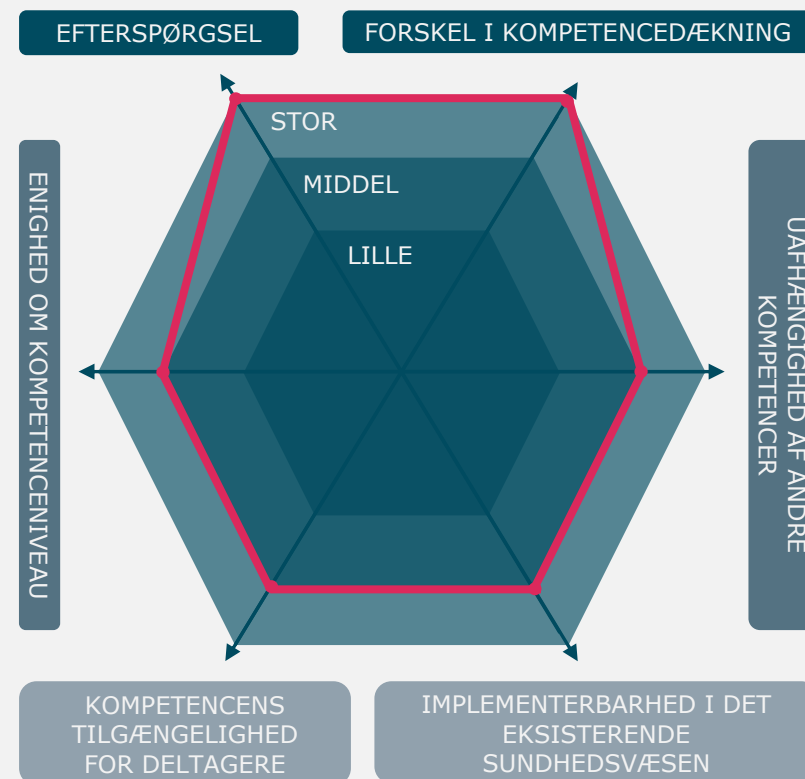 EFTERSPØRGSEL
FORSKEL I KOMPETENCEDÆKNING
STOR
MIDDEL
LILLE
ENIGHED OM KOMPETENCENIVEAU
UAFHÆNGIGHED AF ANDRE
KOMPETENCER
KOMPETENCENS
TILGÆNGELIGHED
FOR DELTAGERE
IMPLEMENTERBARHED I DET
EKSISTERENDE
SUNDHEDSVÆSEN